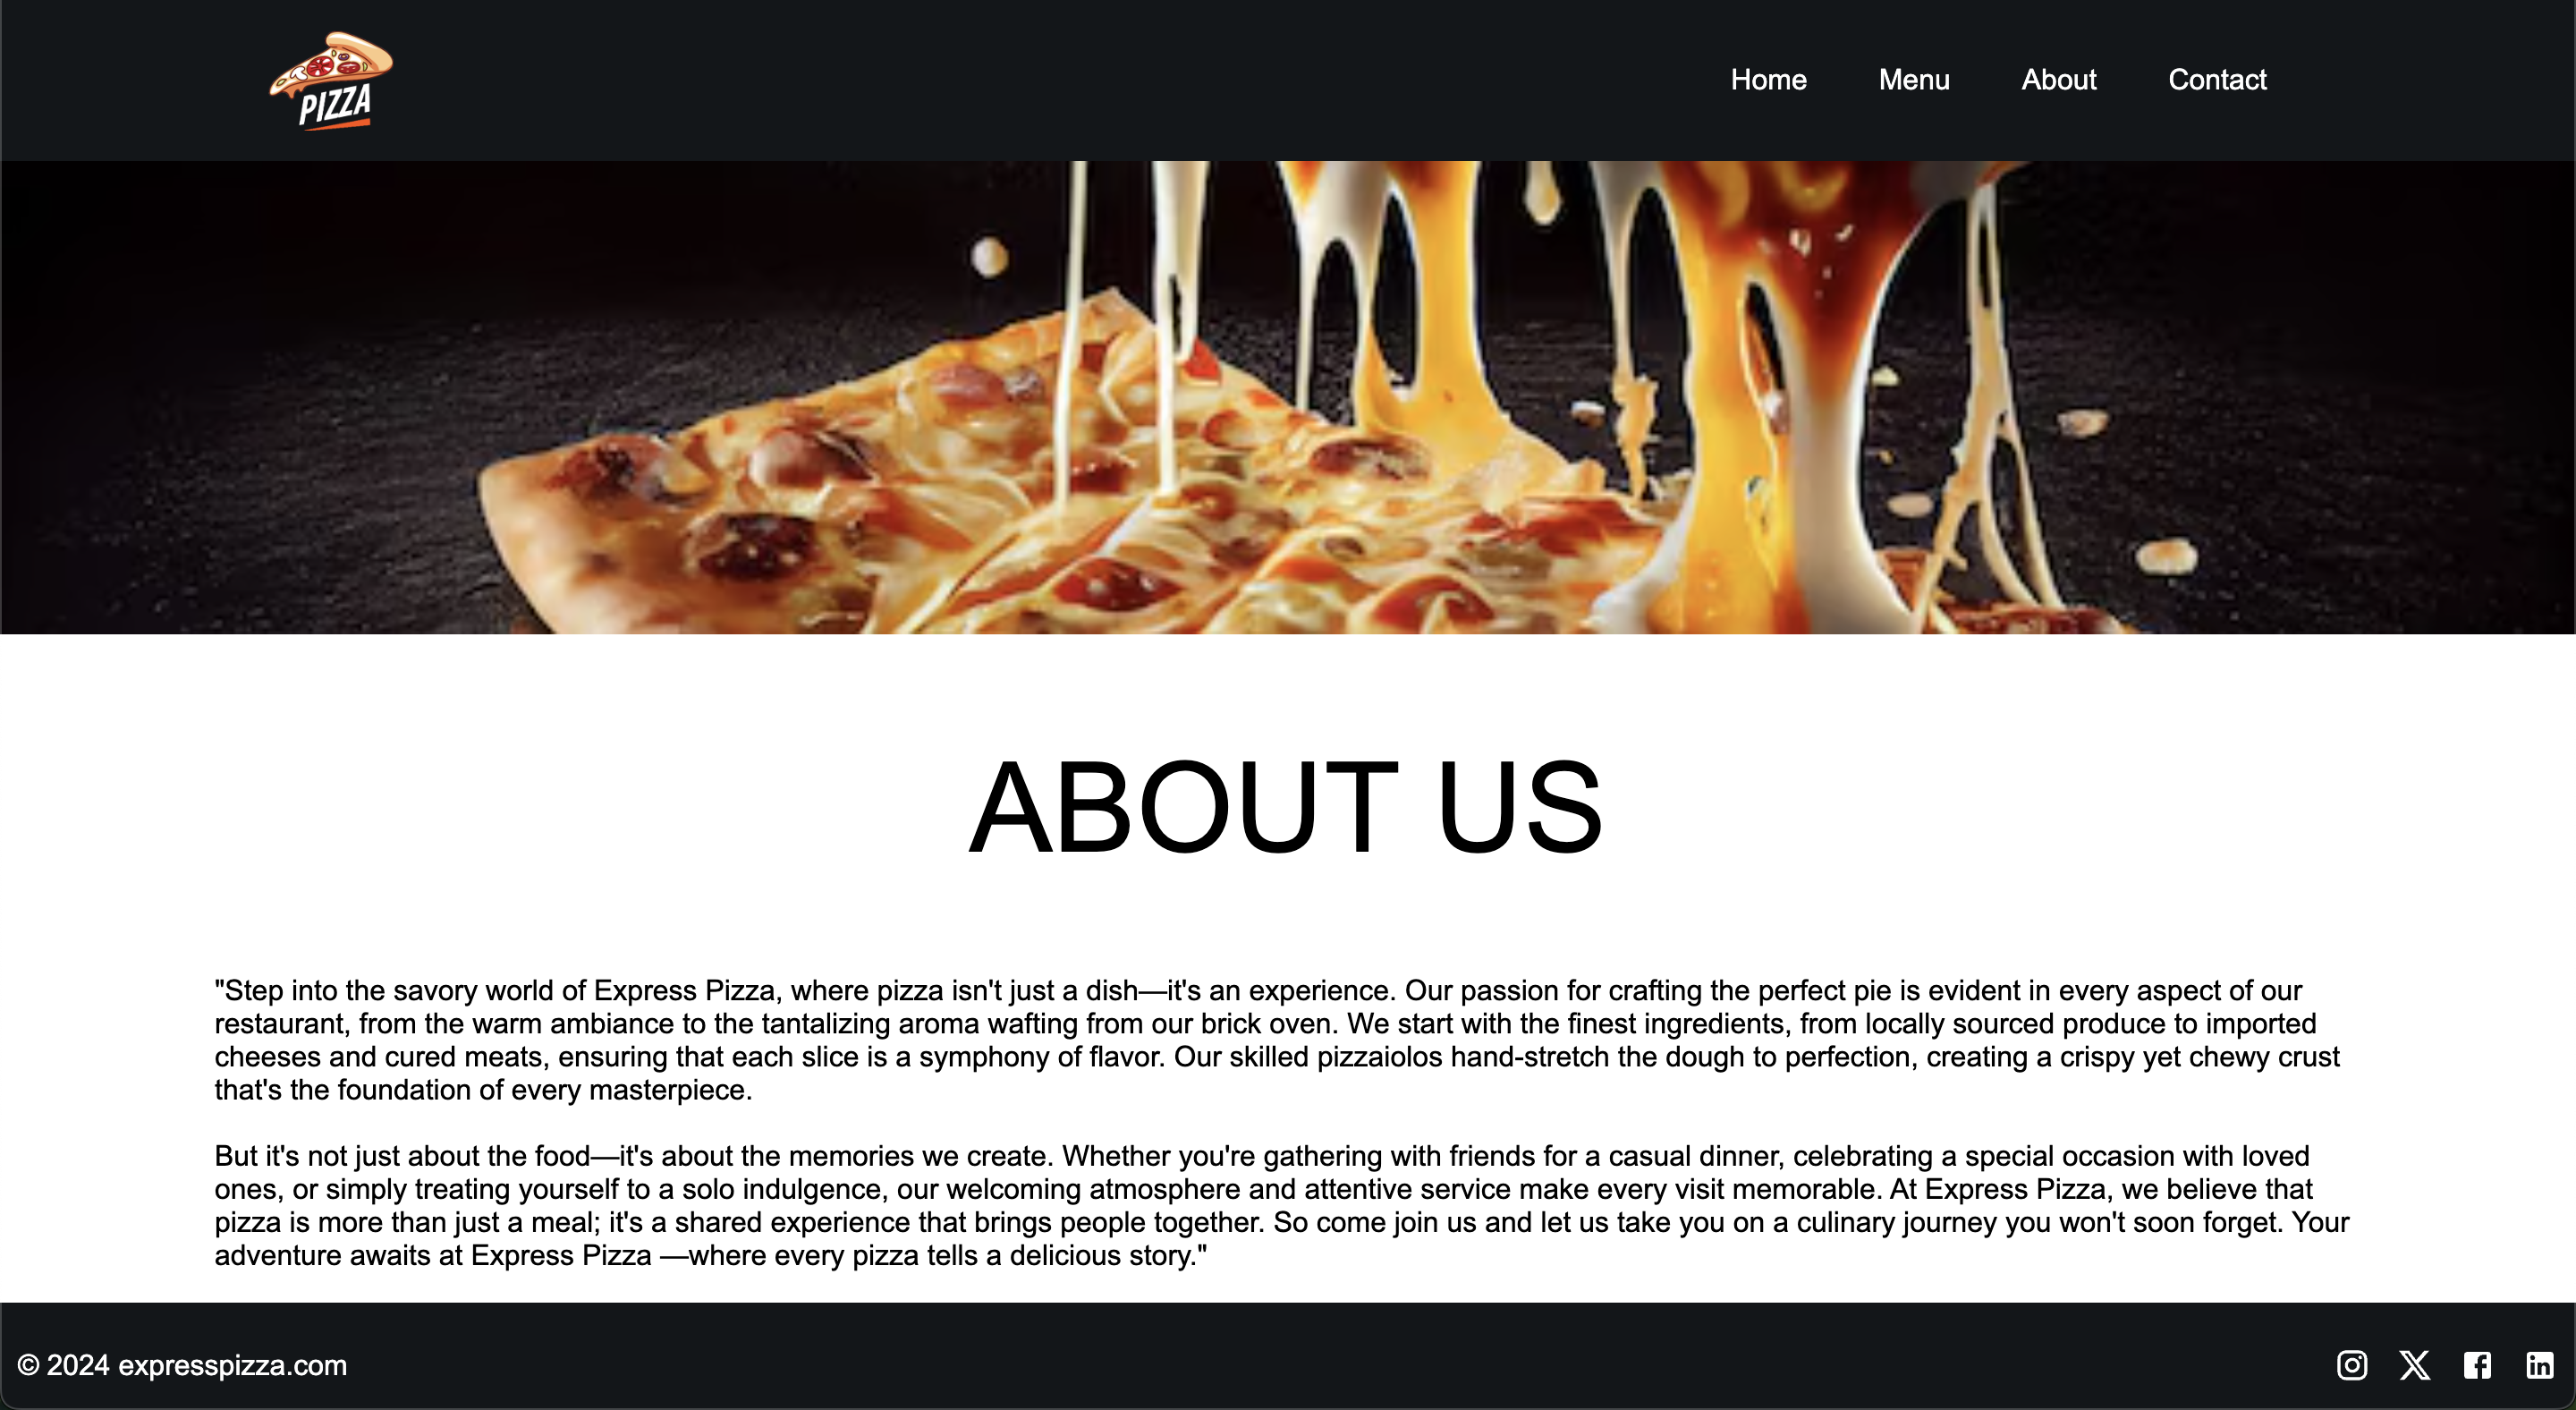 PIZZA
Home Menu About Contact
ABOUT US
"Step into the savory world of Express Pizza, where pizza isn't just a dish—it's an experience. Our passion for crafting the perfect pie is evident in every aspect of our
restaurant, from the warm ambiance to the tantalizing aroma wafting from our brick oven. We start with the finest ingredients, from locally sourced produce to imported
cheeses and cured meats, ensuring that each slice is a symphony of flavor. Our skilled pizzaiolos hand-stretch the dough to perfection, creating a crispy yet chewy crust
that's the foundation of every masterpiece.
But it's not just about the food—it's about the memories we create. Whether you're gathering with friends for a casual dinner, celebrating a special occasion with loved
ones, or simply treating yourself to a solo indulgence, our welcoming atmosphere and attentive service make every visit memorable. At Express Pizza, we believe that
pizza is more than just a meal; it's a shared experience that brings people together. So come join us and let us take you on a culinary journey you won't soon forget. Your
adventure awaits at Express Pizza —where every pizza tells a delicious story."
© 2024 expresspizza.com